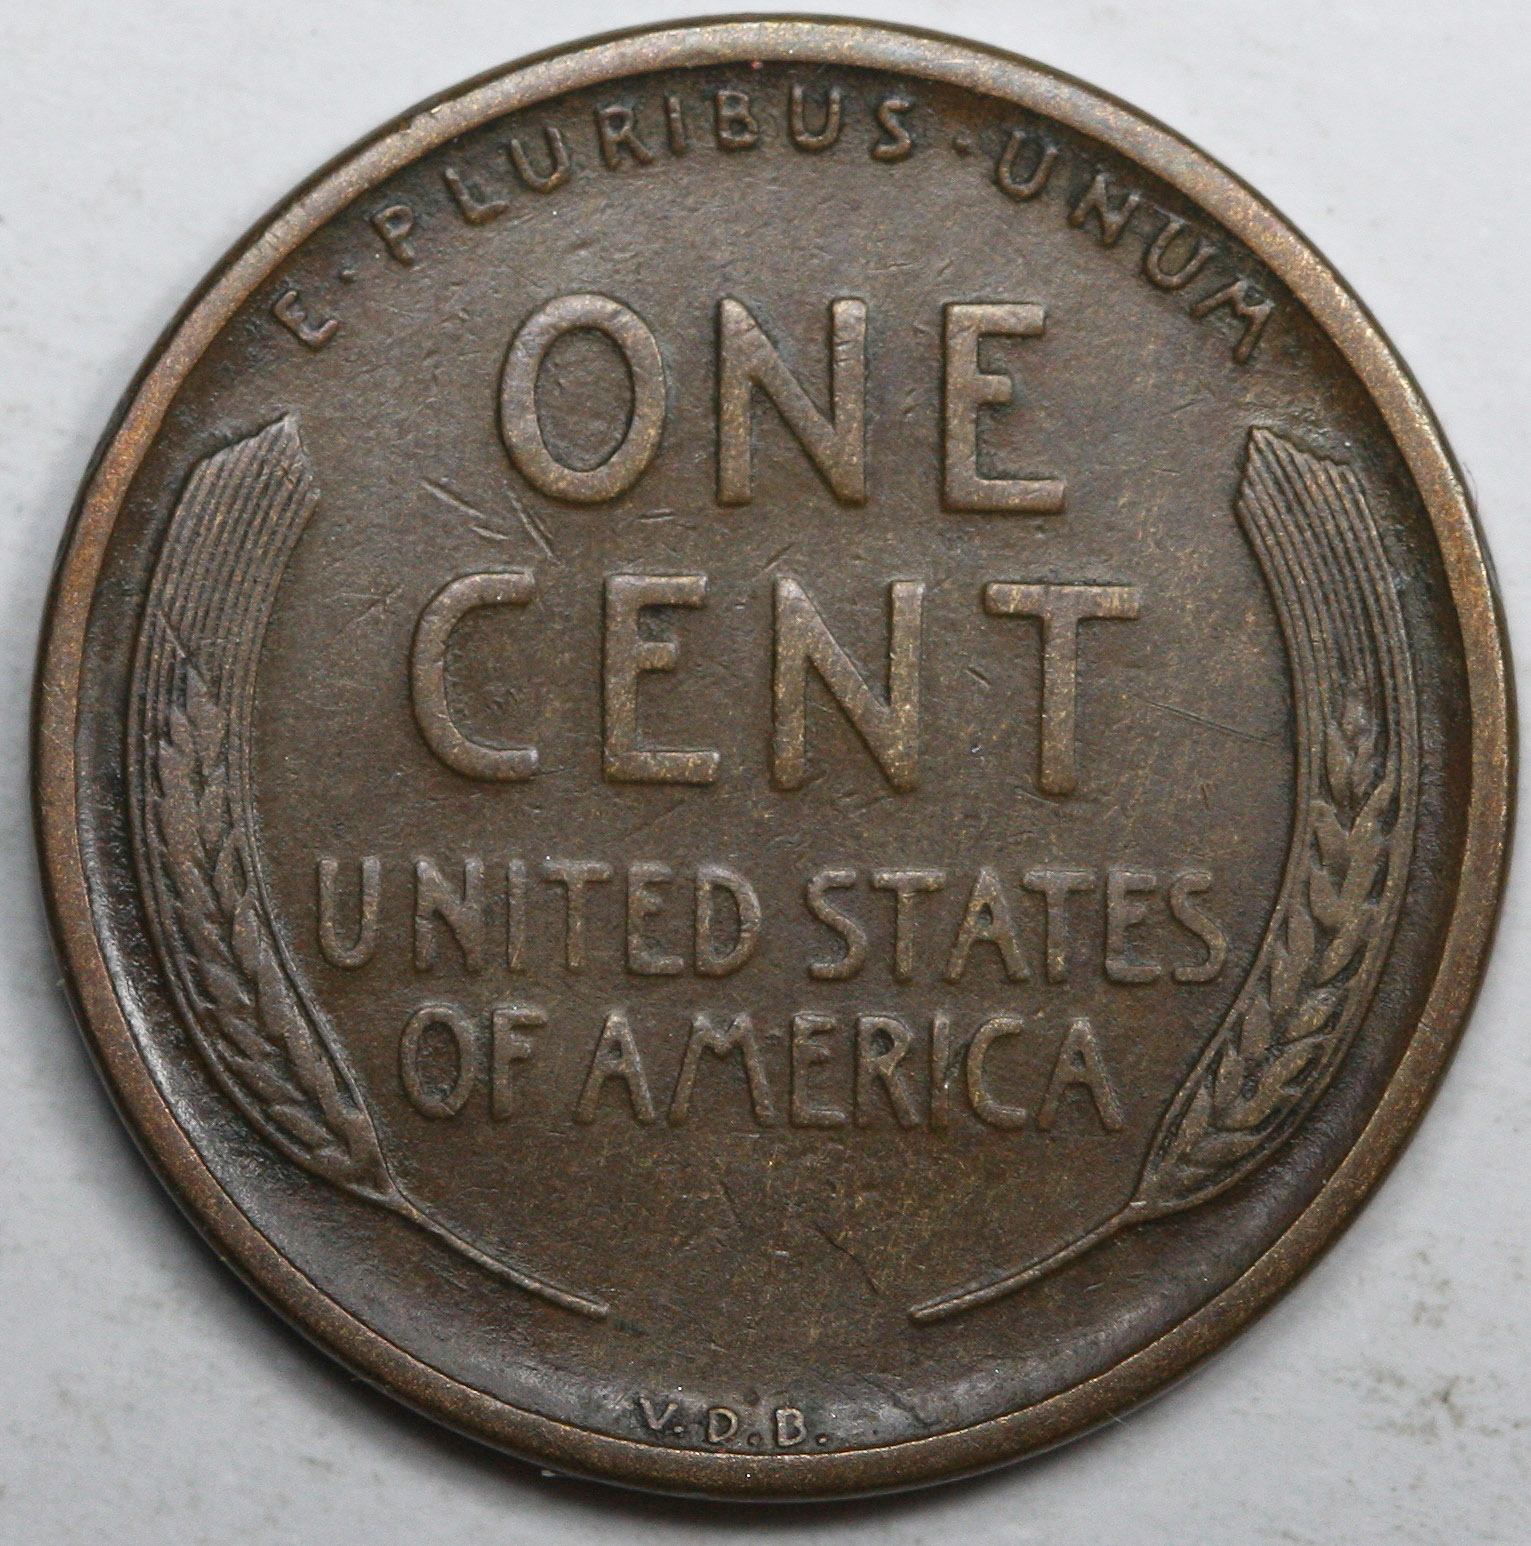 E · PLURIBUS · UNUM
ONE
CENT
UNITED STATES
OF AMERICA
V. D. B.